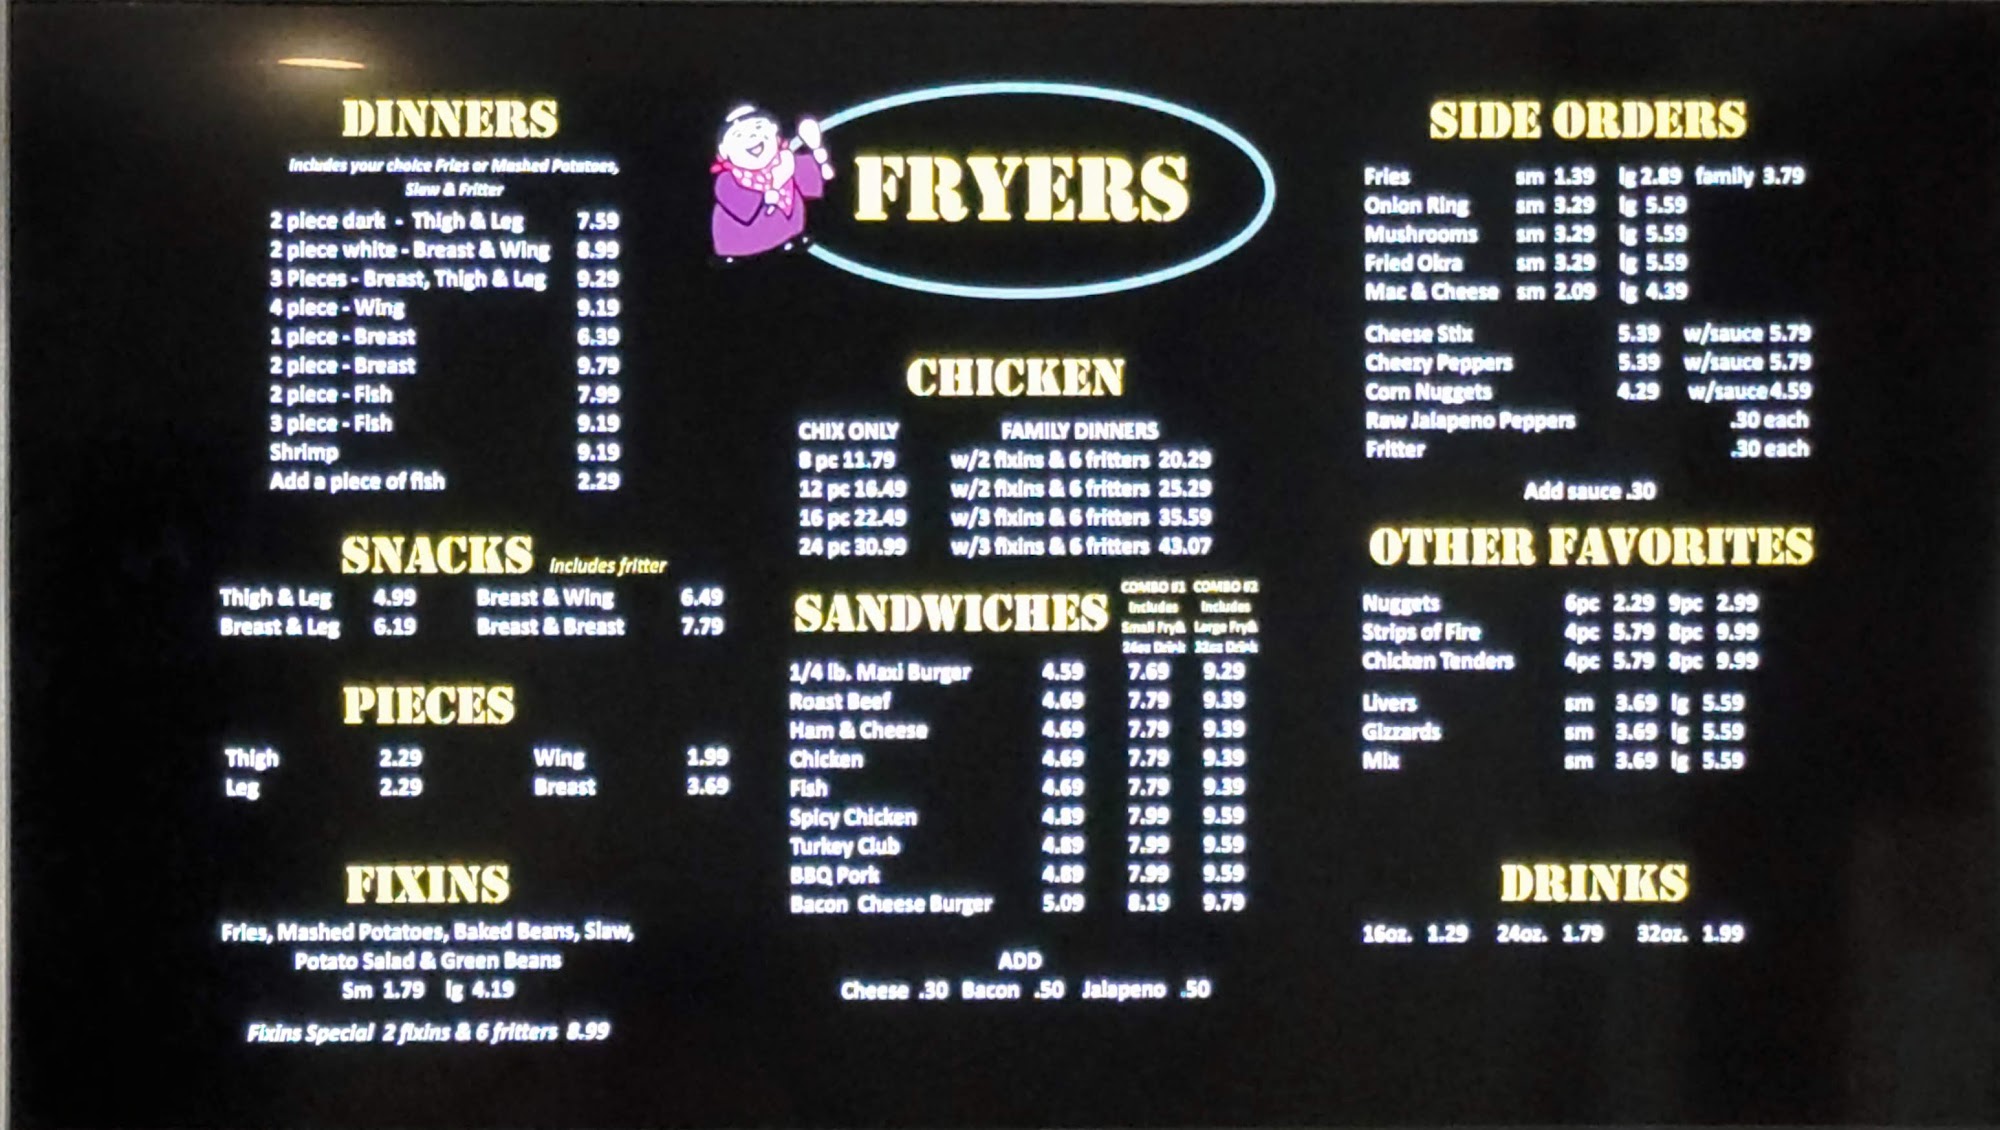 DINNERS
Includes your choice Fries or Mashed Potatoes,
Slaw & Fritter
2 piece dark - Thigh & Leg 7.59
2 piece white - Breast & Wing 8.99
3 Pieces - Breast, Thigh & Leg 9.29
4 piece - Wing 9.19
1 piece - Breast 6.39
2 piece - Breast 9.79
2 piece - Fish 7.99
3 piece - Fish 9.19
Shrimp 9.19
Add a piece of fish 2.29
SNACKS Includes fritter
Thigh & Leg 4.99 Breast & Wing 6.49
Breast & Leg 6.19 Breast & Breast 7.79
PIECES
Thigh 2.29 Wing 1.99
Leg 2.29 Breast 3.69
FIXINS
Fries, Mashed Potatoes, Baked Beans, Slaw,
Potato Salad & Green Beans
Sm 1.79 lg 4.19
Fixins Special 2 fixins & 6 fritters 8.99
FRYERS
CHICKEN
CHIX ONLY FAMILY DINNERS
8 pc 11.79 w/2 fixins & 6 fritters 20.29
12 pc 16.49 w/2 fixins & 6 fritters 25.29
16 pc 22.49 w/3 fixins & 6 fritters 35.59
24 pc 30.99 w/3 fixins & 6 fritters 43.07
SANDWICHES
COMBO #1 COMBO #2
Includes Includes
Small Fry& Large Fry&
24oz Drink 32oz Drink
1/4 lb. Maxi Burger 4.59 7.69 9.29
Roast Beef 4.69 7.79 9.39
Ham & Cheese 4.69 7.79 9.39
Chicken 4.69 7.79 9.39
Fish 4.69 7.79 9.39
Spicy Chicken 4.89 7.99 9.59
Turkey Club 4.89 7.99 9.59
BBQ Pork 4.89 7.99 9.59
Bacon Cheese Burger 5.09 8.19 9.79
ADD
Cheese .30 Bacon .50 Jalapeno .50
SIDE ORDERS
Fries sm 1.39 lg 2.89 family 3.79
Onion Ring sm 3.29 lg 5.59
Mushrooms sm 3.29 lg 5.59
Fried Okra sm 3.29 lg 5.59
Mac & Cheese sm 2.09 lg 4.39
Cheese Stix 5.39 w/sauce 5.79
Cheezy Peppers 5.39 w/sauce 5.79
Corn Nuggets 4.29 w/sauce 4.59
Raw Jalapeno Peppers .30 each
Fritter .30 each
Add sauce .30
OTHER FAVORITES
Nuggets 6pc 2.29 9pc 2.99
Strips of Fire 4pc 5.79 8pc 9.99
Chicken Tenders 4pc 5.79 8pc 9.99
Livers sm 3.69 lg 5.59
Gizzards sm 3.69 lg 5.59
Mix sm 3.69 lg 5.59
DRINKS
16oz. 1.29 24oz. 1.79 32oz. 1.99